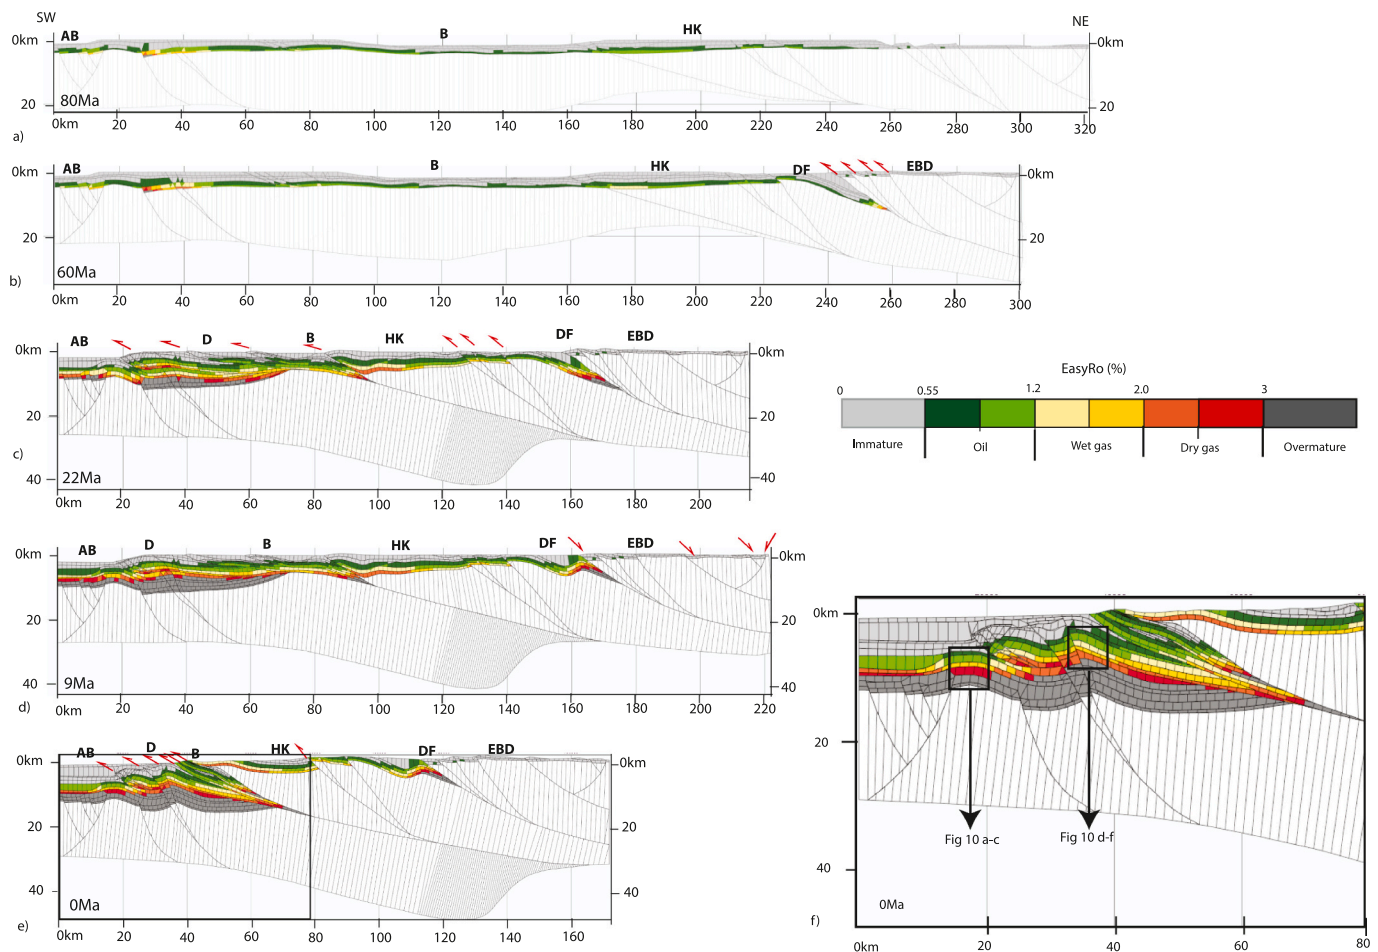 SW
NE
AB
B
HK
0km
0km
20
20
80Ma
0km 20 40 60 80 100 120 140 160 180 200 220 240 260 280 300 320
a)
AB
B
HK
DF
EBD
0km
0km
20
20
60Ma
0km 20 40 60 80 100 120 140 160 180 200 220 240 260 280 300
b)
AB
D
B
HK
DF
EBD
0km
0km
20
20
40
40
22Ma
0km 20 40 60 80 100 120 140 160 180 200
c)
AB
D
B
HK
DF
EBD
0km
0km
20
20
40
40
9Ma
0km 20 40 60 80 100 120 140 160 180 200 220
d)
AB
D
B
HK
DF
EBD
0km
0km
20
20
40
40
0Ma
0km 20 40 60 80 100 120 140 160
e)
EasyRo (%)
0 0.55 1.2 2.0 3
Immature Oil Wet gas Dry gas Overmature
0km
20
40
Fig 10 a-c
Fig 10 d-f
0Ma
0km 20 40 60 80
f)